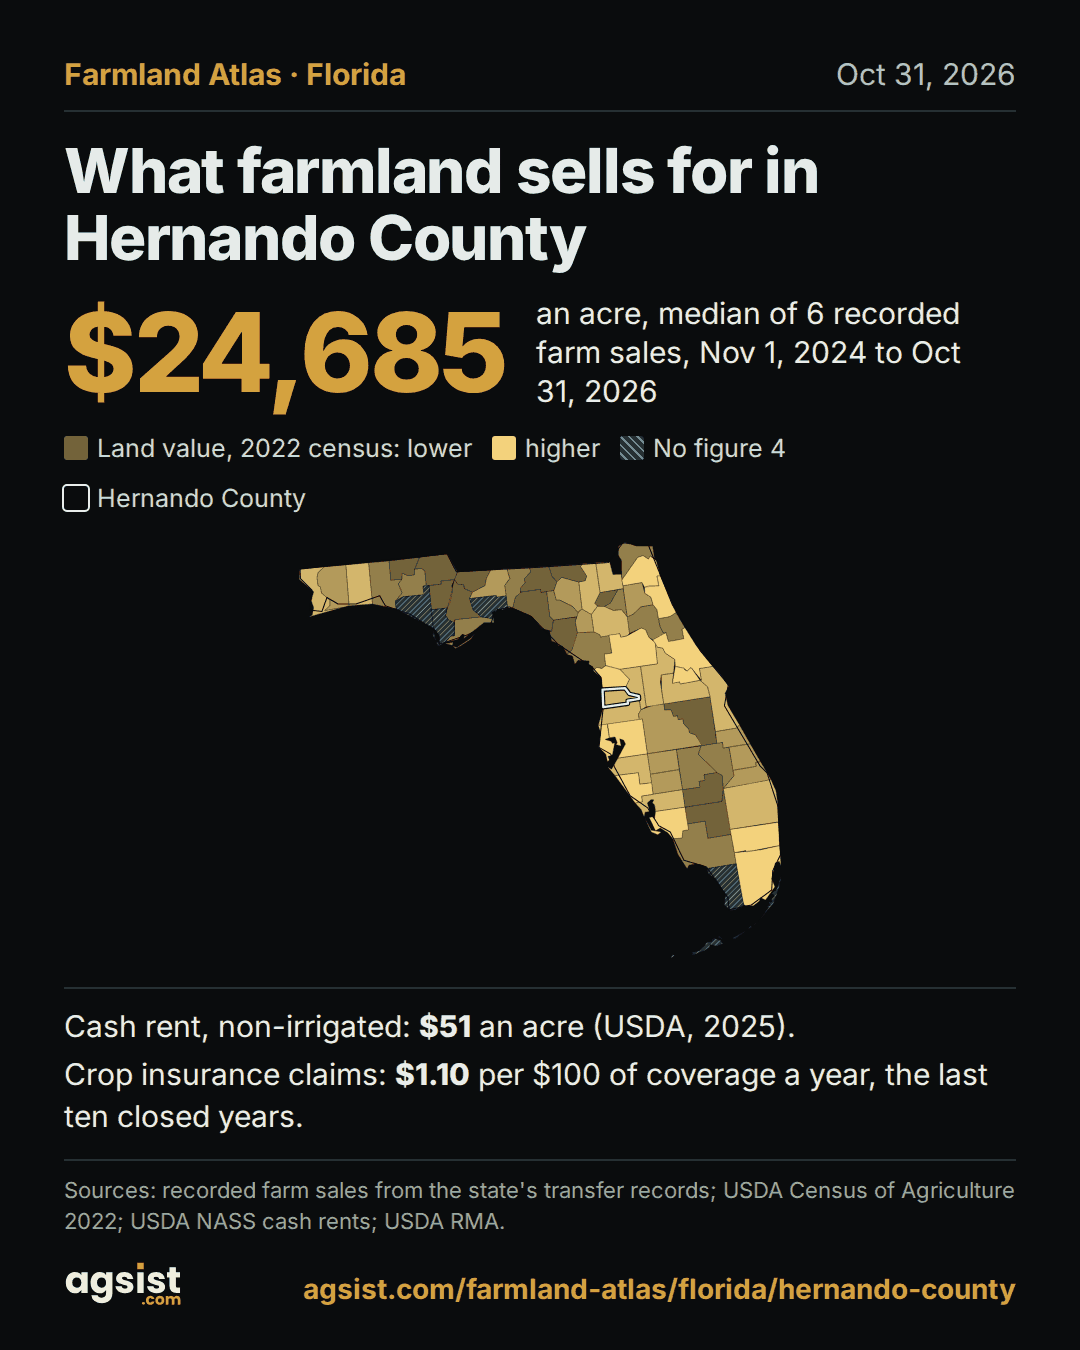 Farmland Atlas · Florida
Oct 31, 2026
What farmland sells for in
Hernando County
$24,685
an acre, median of 6 recorded
farm sales, Nov 1, 2024 to Oct
31, 2026
Land value, 2022 census: lower
higher
No figure 4
Hernando County
Cash rent, non-irrigated: $51 an acre (USDA, 2025).
Crop insurance claims: $1.10 per $100 of coverage a year, the last
ten closed years.
Sources: recorded farm sales from the state's transfer records; USDA Census of Agriculture
2022; USDA NASS cash rents; USDA RMA.
agsist
.com
agsist.com/farmland-atlas/florida/hernando-county